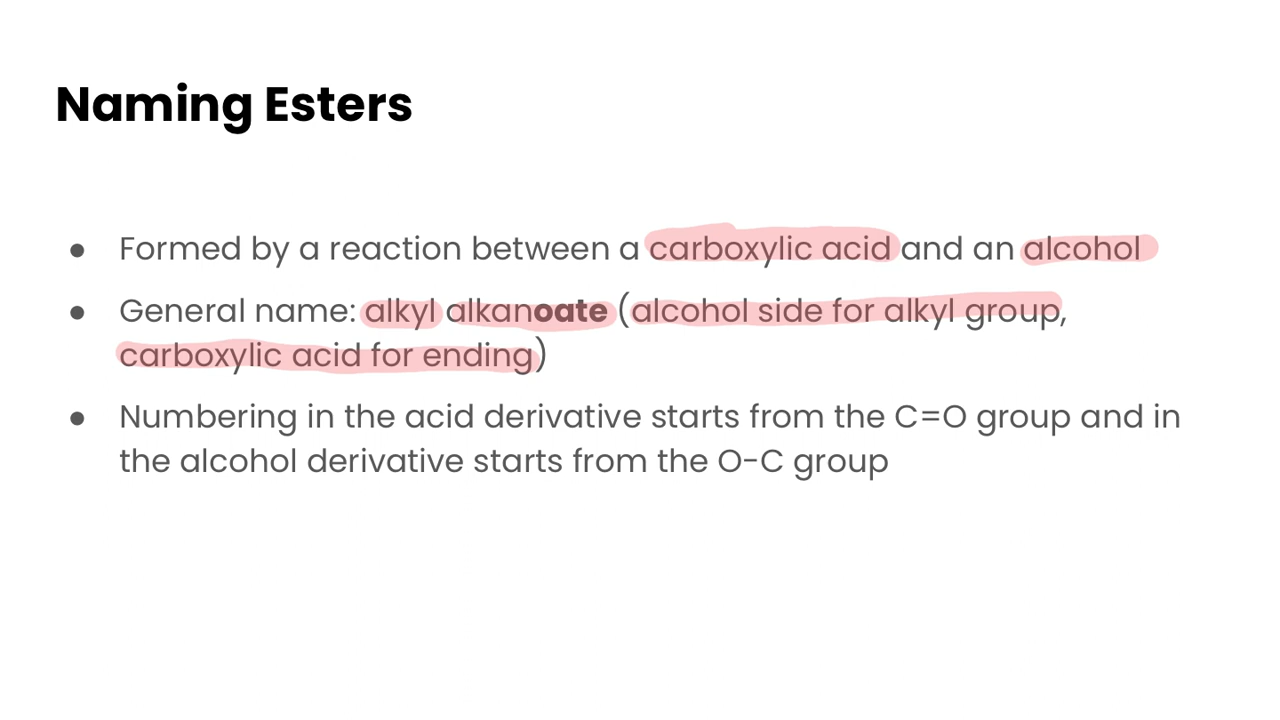 Naming Esters
● Formed by a reaction between a carboxylic acid and an alcohol
● General name: alkyl alkanoate (alcohol side for alkyl group,
carboxylic acid for ending)
● Numbering in the acid derivative starts from the C=O group and in
the alcohol derivative starts from the O-C group